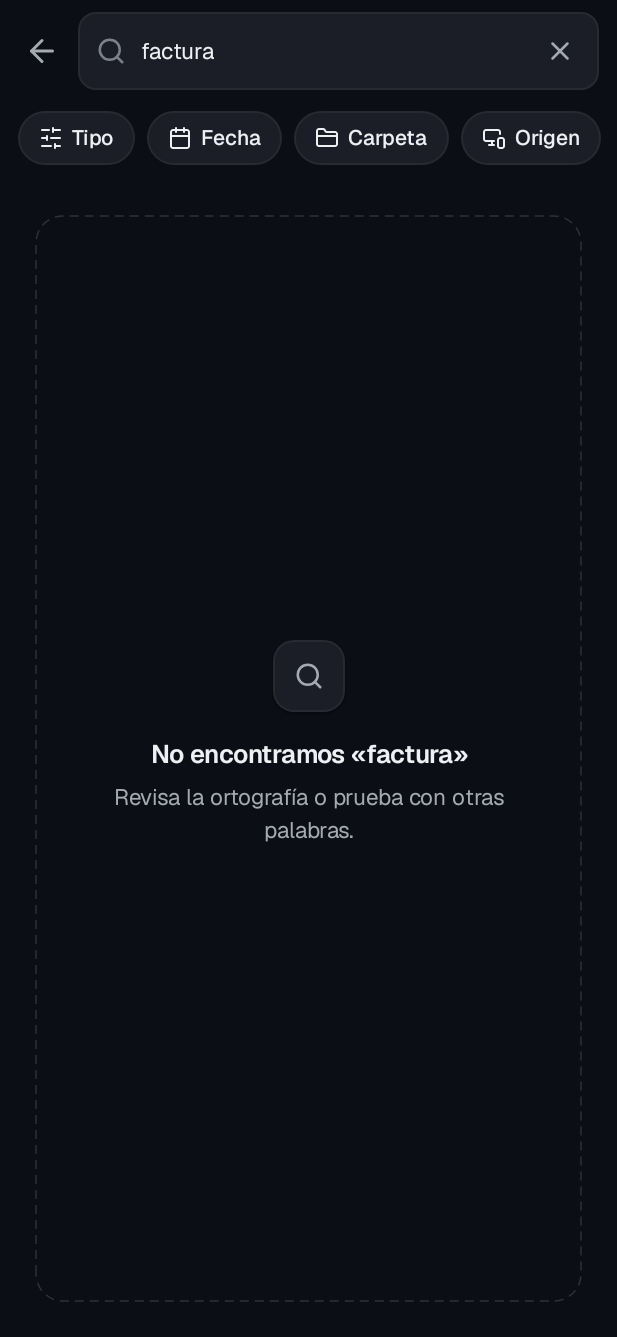 factura
Tipo
Fecha
Carpeta
Origen
No encontramos «factura»
Revisa la ortografía o prueba con otras
palabras.